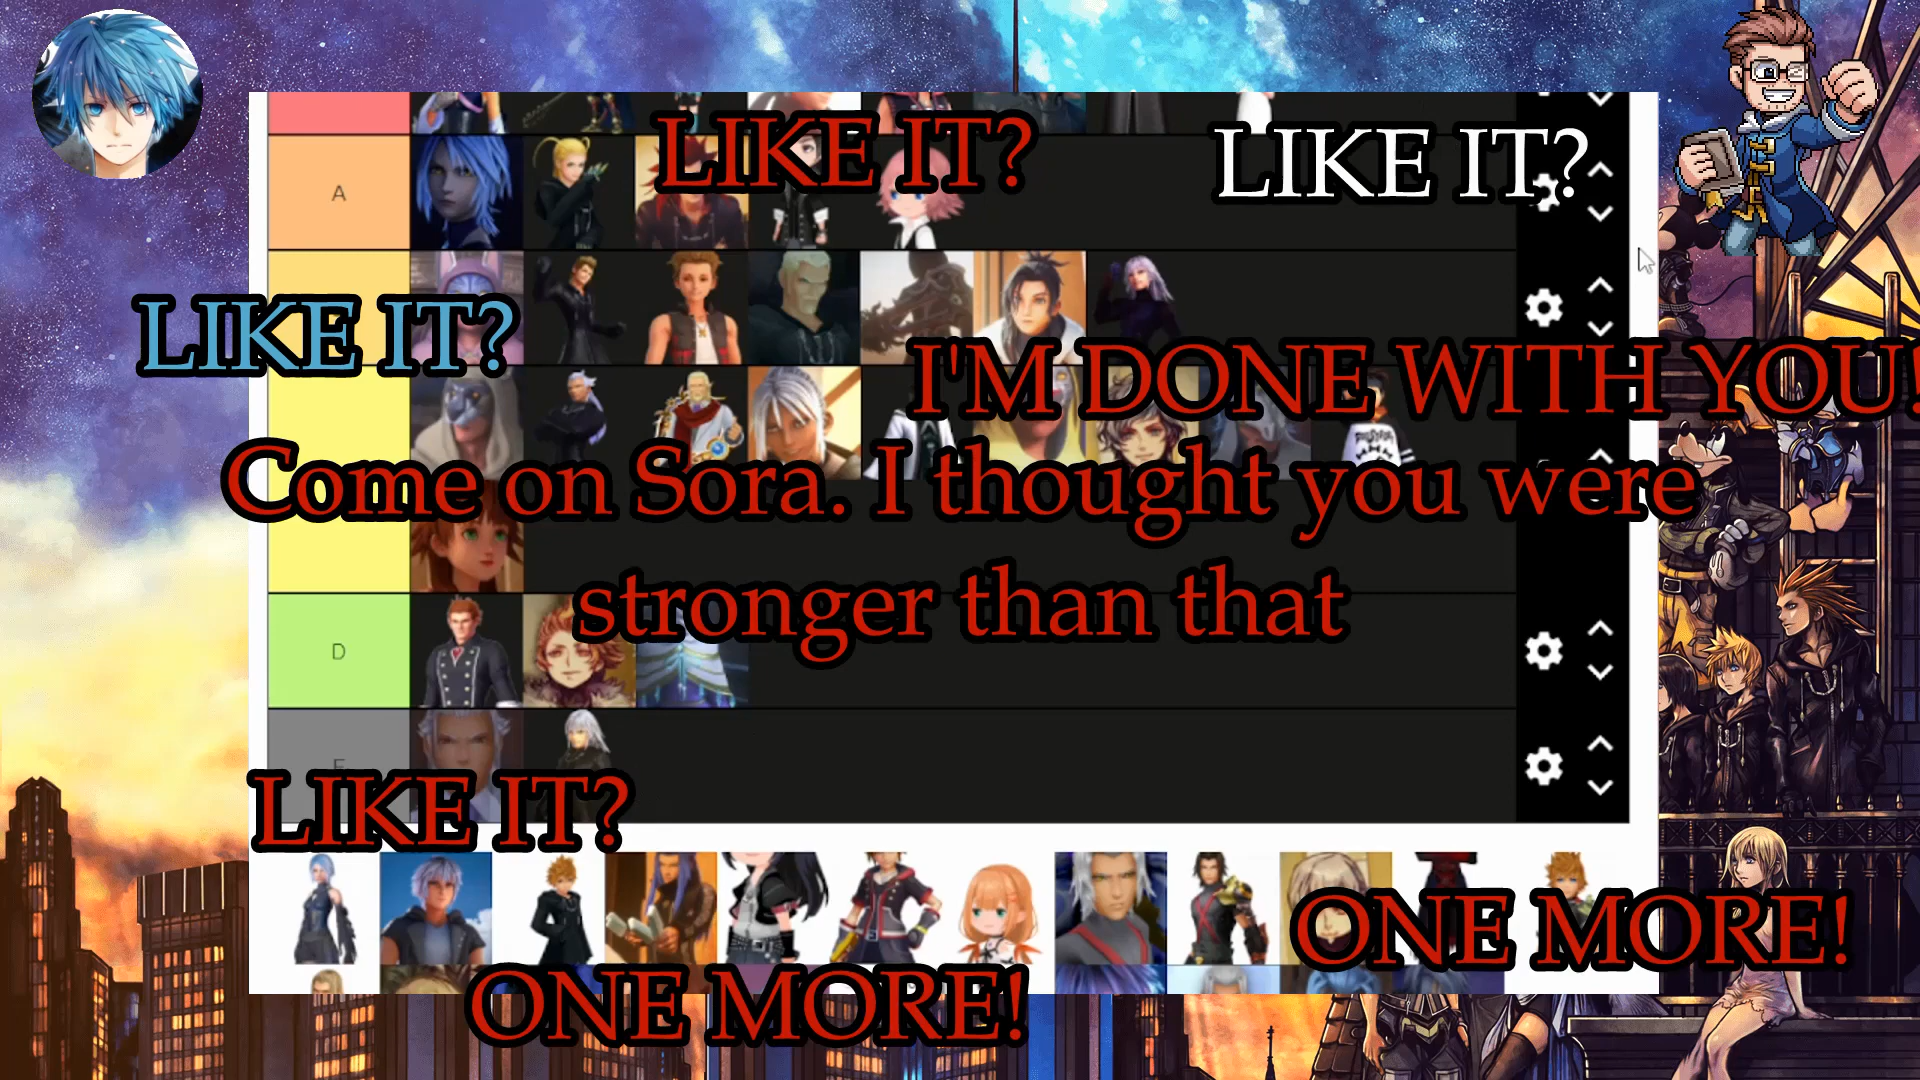 LIKE IT?
LIKE IT?
A
LIKE IT?
I'M DONE WITH YOU!
Come on Sora. I thought you were
stronger than that
D
LIKE IT?
ONE MORE!
ONE MORE!